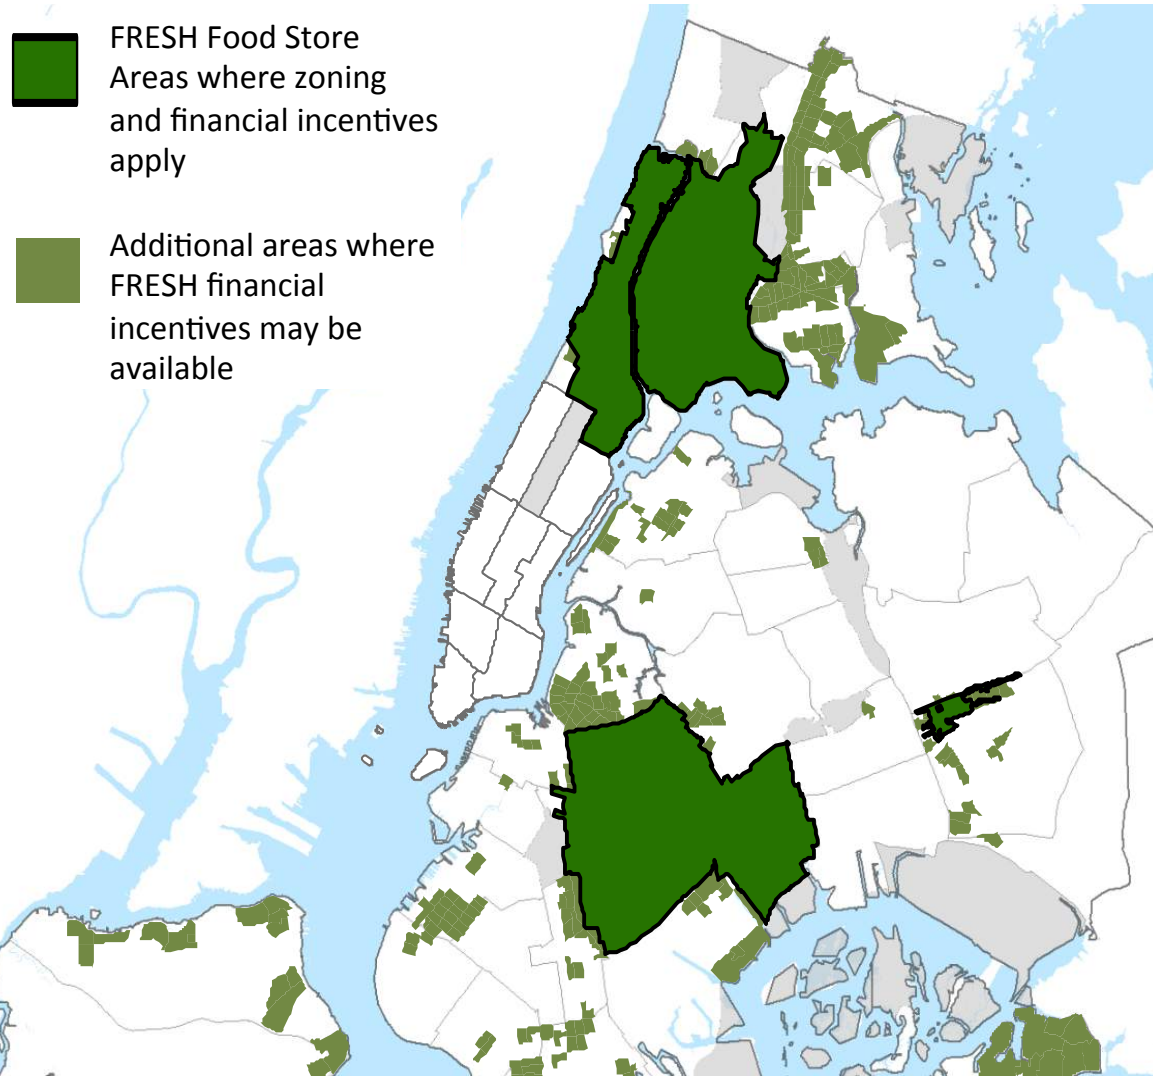 FRESH Food Store
Areas where zoning
and financial incentives
apply
Additional areas where
FRESH financial
incentives may be
available